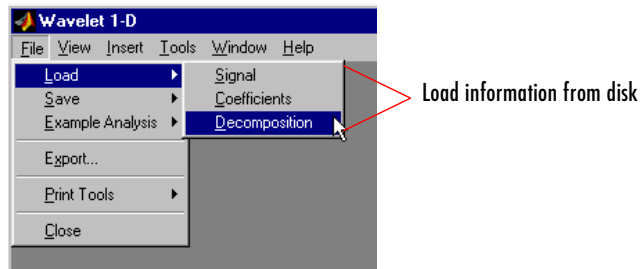 Wavelet 1-D
File View Insert Tools Window Help
Load
Save
Example Analysis
Export...
Print Tools
Close
Signal
Coefficients
Decomposition
Load information from disk